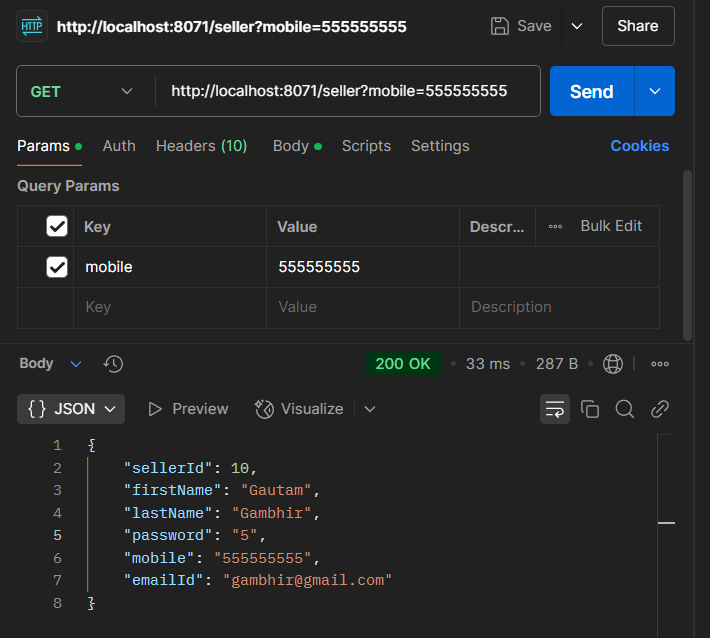 HTTP http://localhost:8071/seller?mobile=555555555 Save Share
GET http://localhost:8071/seller?mobile=555555555 Send
Params Auth Headers (10) Body Scripts Settings Cookies
Query Params
Key Value Descr... Bulk Edit
mobile 555555555
Key Value Description
Body 200 OK 33 ms 287 B
{} JSON Preview Visualize
1 {
2 "sellerId": 10,
3 "firstName": "Gautam",
4 "lastName": "Gambhir",
5 "password": "5",
6 "mobile": "555555555",
7 "emailId": "gambhir@gmail.com"
8 }